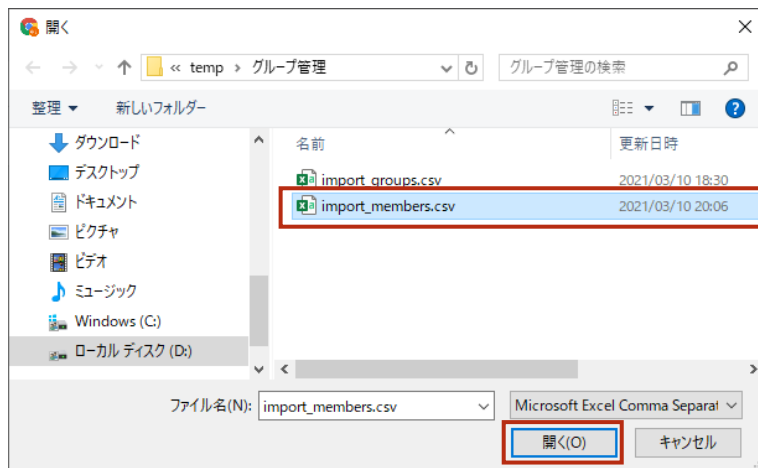 開く
« temp › グループ管理
グループ管理の検索
整理
新しいフォルダー
ダウンロード
デスクトップ
ドキュメント
ピクチャ
ビデオ
ミュージック
Windows (C:)
ローカル ディスク (D:)
名前
更新日時
import_groups.csv
2021/03/10 18:30
import_members.csv
2021/03/10 20:06
ファイル名(N):
import_members.csv
Microsoft Excel Comma Separat
開く(O)
キャンセル